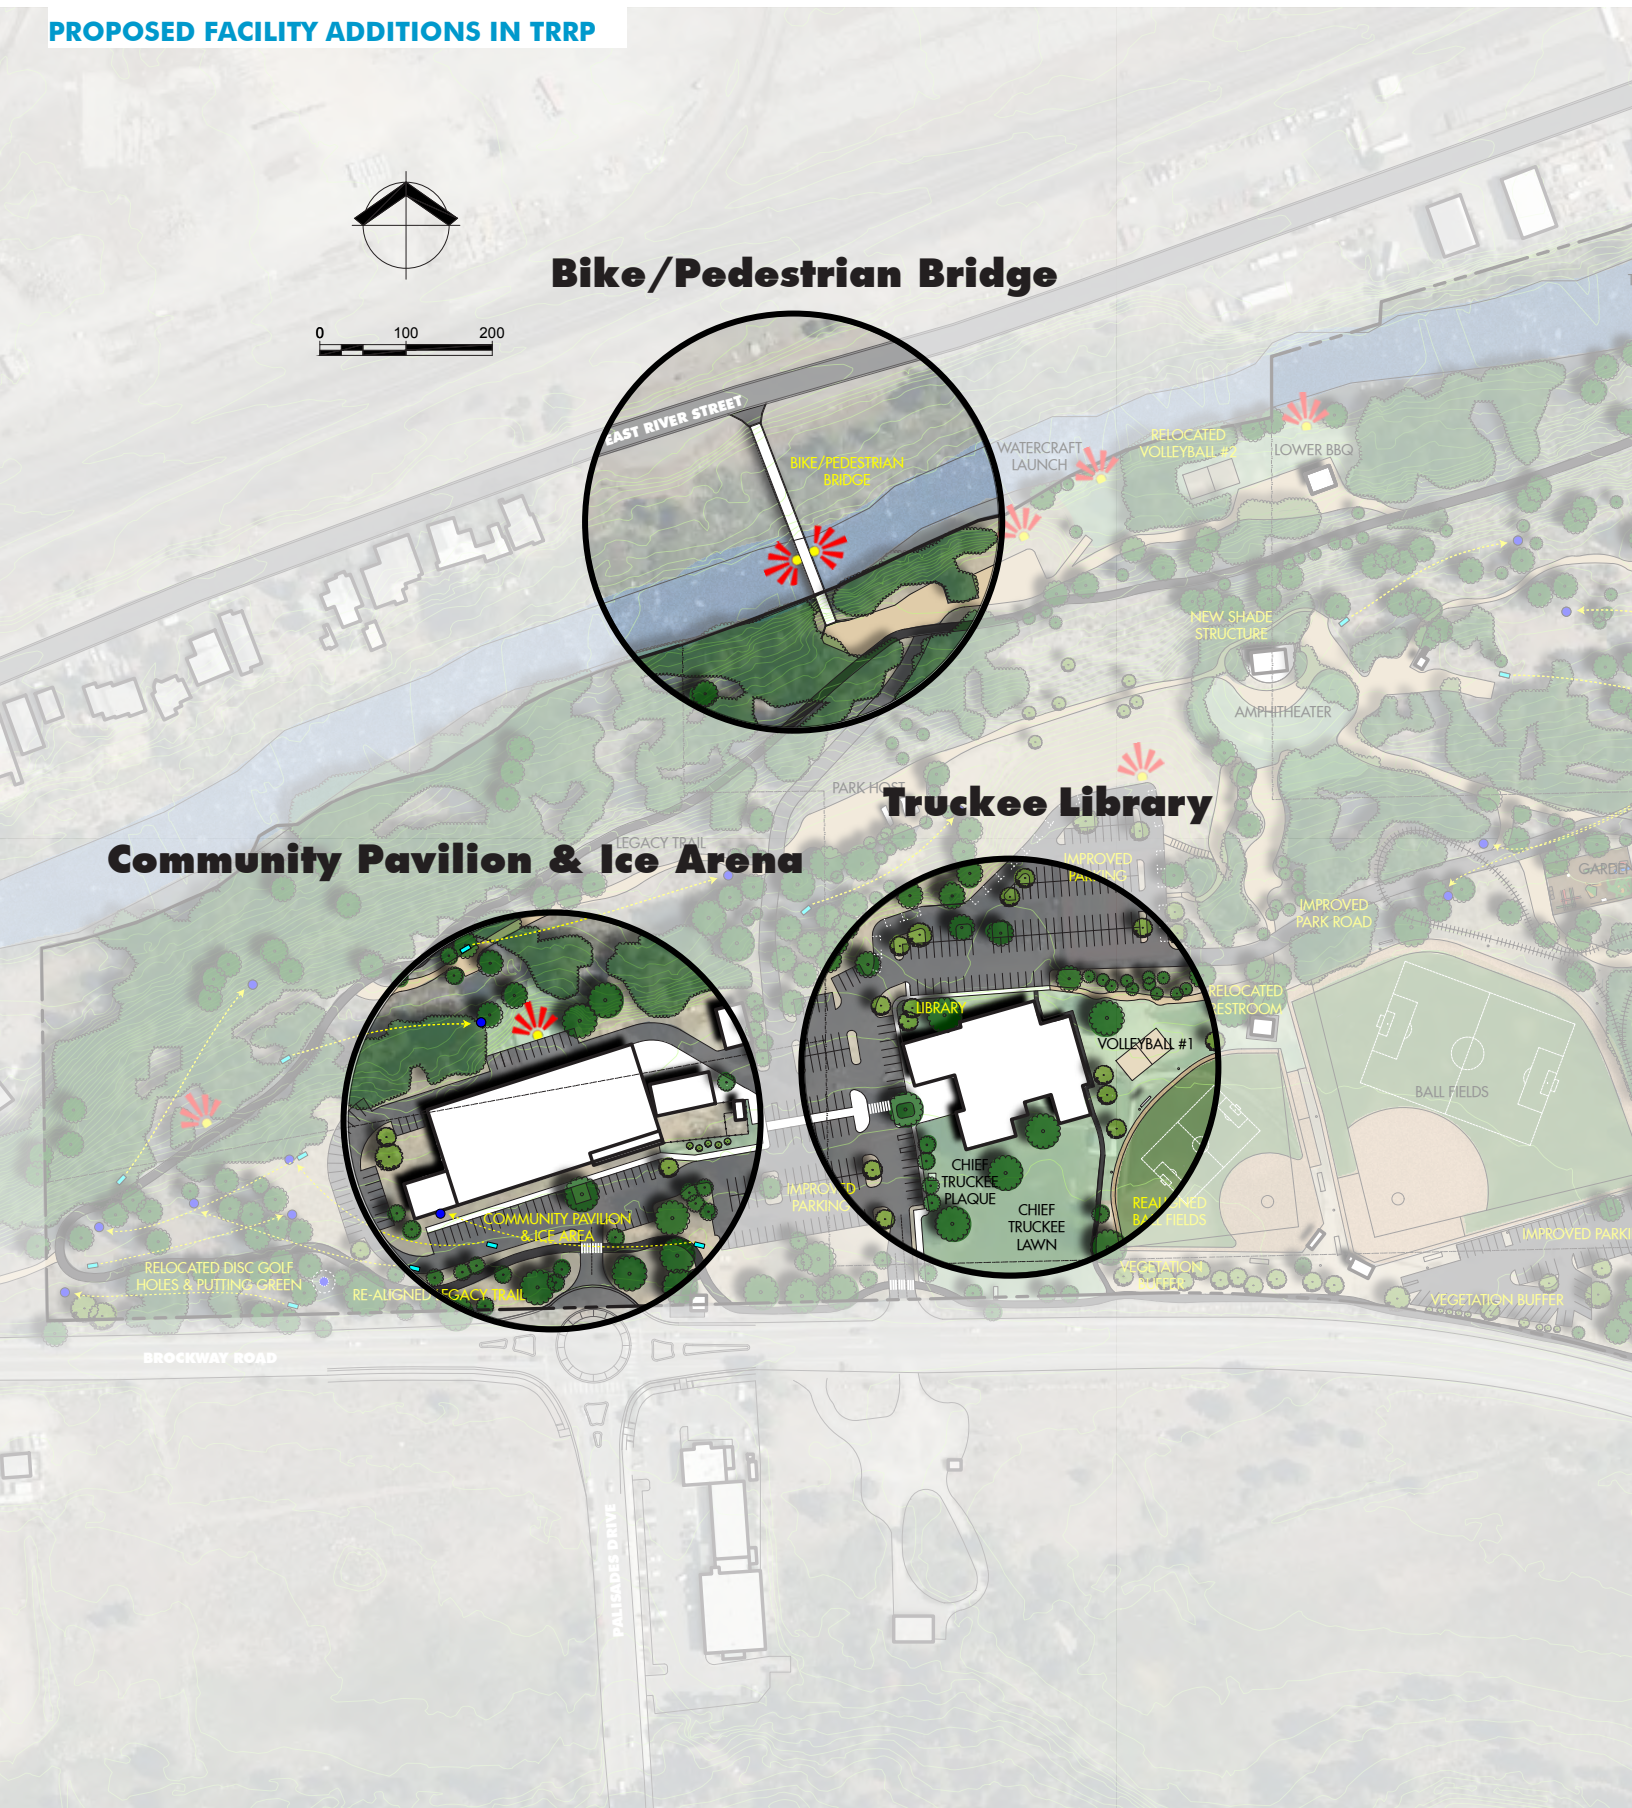 PROPOSED FACILITY ADDITIONS IN TRRP
Bike/Pedestrian Bridge
0
100
200
EAST RIVER STREET
BIKE/PEDESTRIAN
BRIDGE
WATERCRAFT
LAUNCH
RELOCATED
VOLLEYBALL #2
LOWER BBQ
NEW SHADE
STRUCTURE
AMPHITHEATER
PARK HOST
Truckee Library
LEGACY TRAIL
Community Pavilion & Ice Arena
IMPROVED
PARKING
GARDEN
IMPROVED
PARK ROAD
RELOCATED
RESTROOM
LIBRARY
VOLLEYBALL #1
BALL FIELDS
CHIEF
TRUCKEE
PLAQUE
CHIEF
TRUCKEE
LAWN
IMPROVED
PARKING
REALIGNED
BALL FIELDS
COMMUNITY PAVILION
& ICE AREA
IMPROVED PARKI
RELOCATED DISC GOLF
HOLES & PUTTING GREEN
RE-ALIGNED LEGACY TRAIL
VEGETATION
BUFFER
VEGETATION BUFFER
BROCKWAY ROAD
PALISADES DRIVE